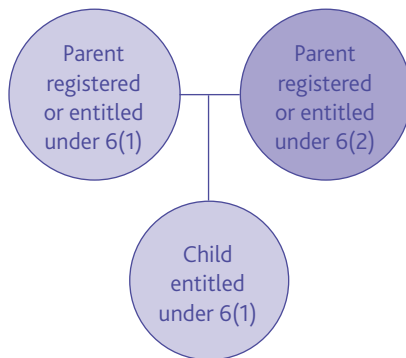 Parent
registered
or entitled
under 6(1)
Parent
registered
or entitled
under 6(2)
Child
entitled
under 6(1)